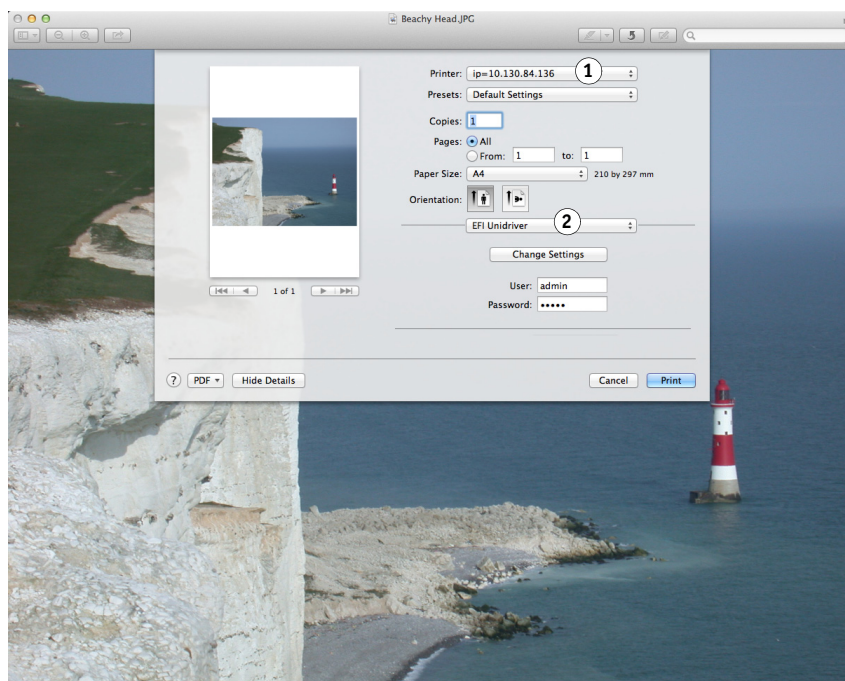 Beachy Head.JPG
Printer: ip=10.130.84.136 1
Presets: Default Settings
Copies: 1
Pages: All
From: 1 to: 1
Paper Size: A4 210 by 297 mm
Orientation:
EFI Unidriver 2
Change Settings
1 of 1
User: admin
Password: •••••
? PDF Hide Details Cancel Print